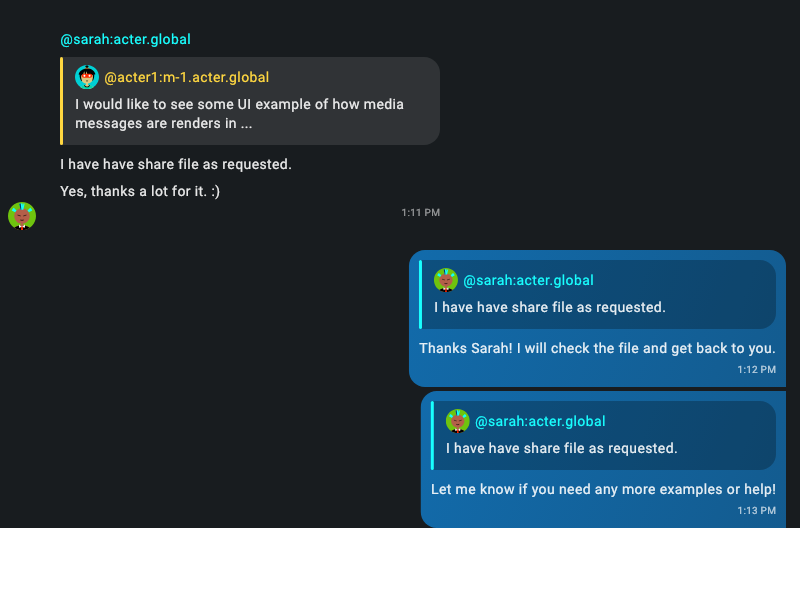 @sarah:acter.global
@acter1:m-1.acter.global
I would like to see some UI example of how media
messages are renders in ...
I have have share file as requested.
Yes, thanks a lot for it. :)
1:11 PM
@sarah:acter.global
I have have share file as requested.
Thanks Sarah! I will check the file and get back to you.
1:12 PM
@sarah:acter.global
I have have share file as requested.
Let me know if you need any more examples or help!
1:13 PM